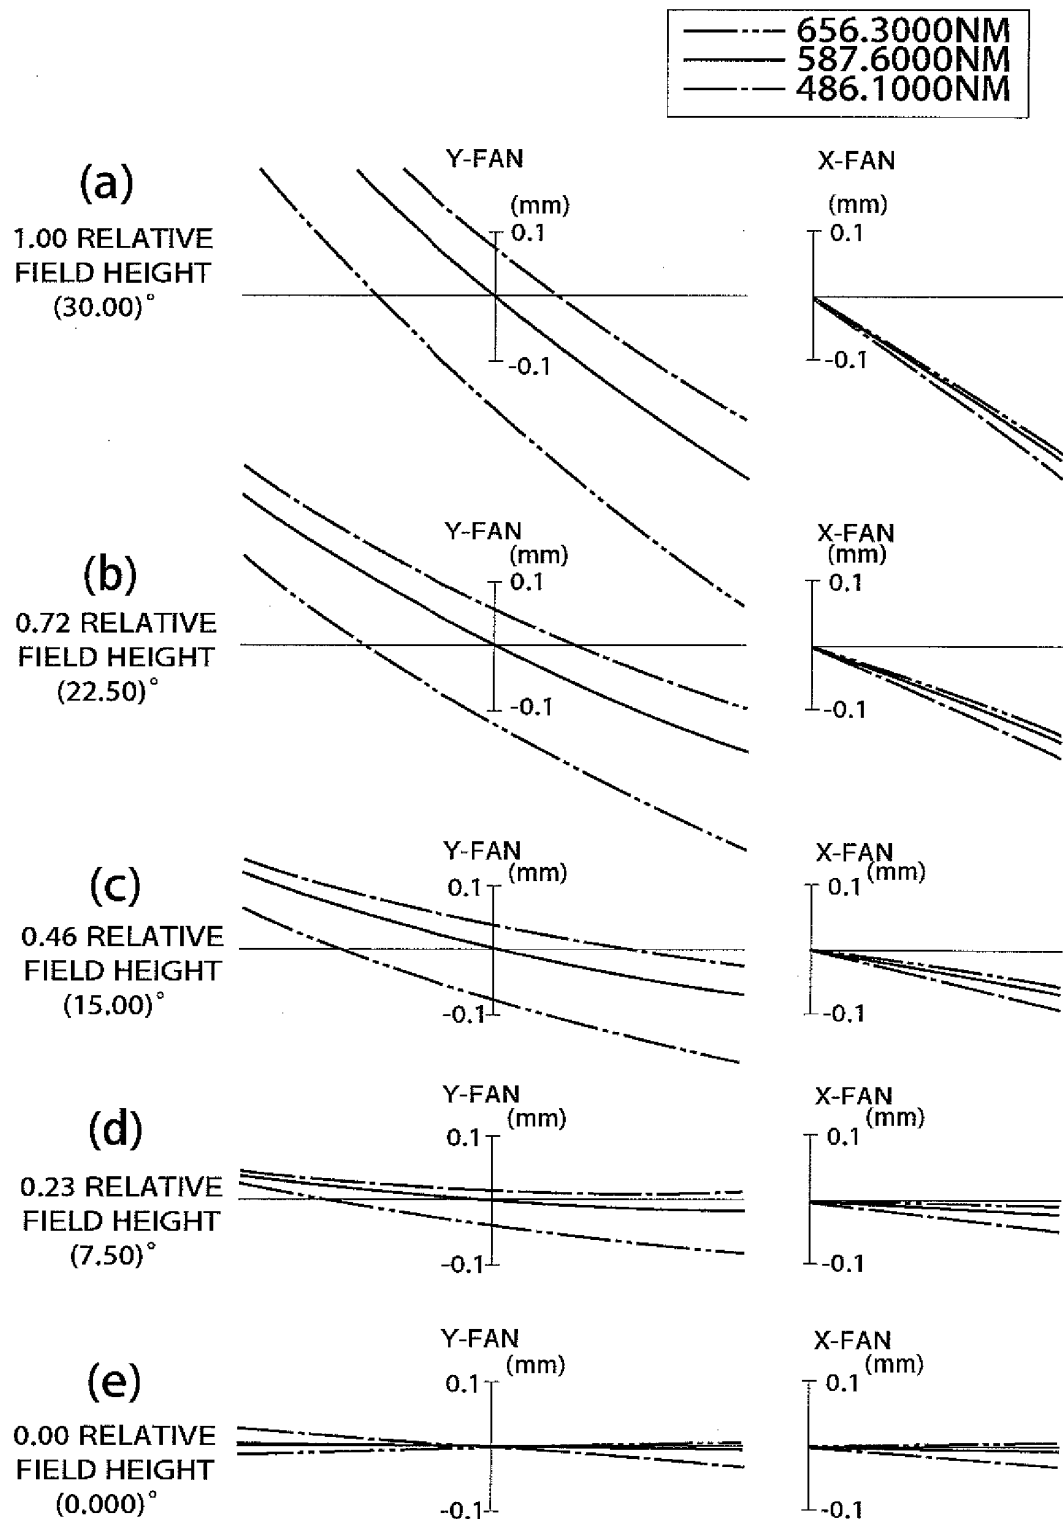 656.3000NM
587.6000NM
486.1000NM
(a)
1.00 RELATIVE
FIELD HEIGHT
(30.00)°
Y-FAN
(mm)
0.1
-0.1
X-FAN
(mm)
0.1
-0.1
(b)
0.72 RELATIVE
FIELD HEIGHT
(22.50)°
Y-FAN
(mm)
0.1
-0.1
X-FAN
(mm)
0.1
-0.1
(c)
0.46 RELATIVE
FIELD HEIGHT
(15.00)°
Y-FAN
(mm)
0.1
-0.1
X-FAN
(mm)
0.1
-0.1
(d)
0.23 RELATIVE
FIELD HEIGHT
(7.50)°
Y-FAN
(mm)
0.1
-0.1
X-FAN
(mm)
0.1
-0.1
(e)
0.00 RELATIVE
FIELD HEIGHT
(0.000)°
Y-FAN
(mm)
0.1
-0.1
X-FAN
(mm)
0.1
-0.1